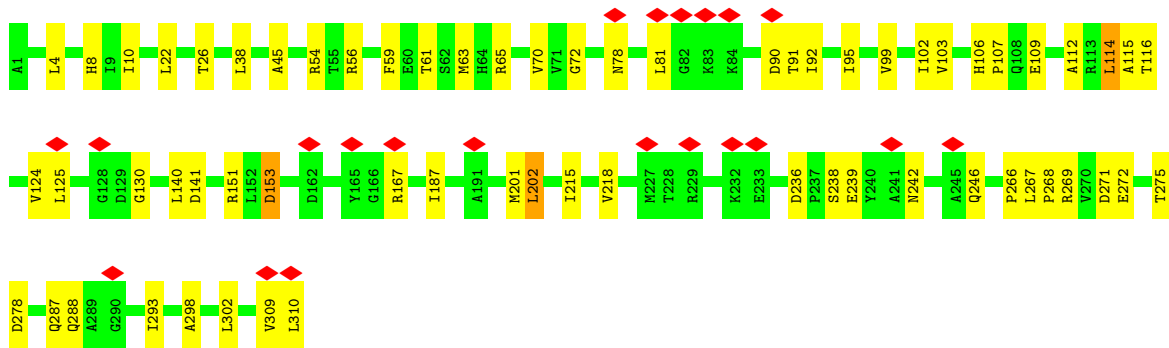 A1 L4 H8 I9 I10 L22 T26 L38 A45 R54 T55 R56 F59 E60 T61 S62 M63 H64 R65 V70 V71 G72 N78 L81 G82 K83 K84 D90 T91 I92 I95 V99 I102 V103 H106 P107 Q108 E109 A112 R113 L114 A115 T116
V124 L125 G128 D129 G130 L140 D141 R151 L152 D153 D162 Y165 G166 R167 I187 A191 M201 L202 I215 V218 M227 T228 R229 K232 E233 D236 P237 S238 E239 Y240 A241 N242 A245 Q246 P266 L267 P268 R269 V270 D271 E272 T275
D278 Q287 Q288 A289 G290 I293 A298 L302 V309 L310